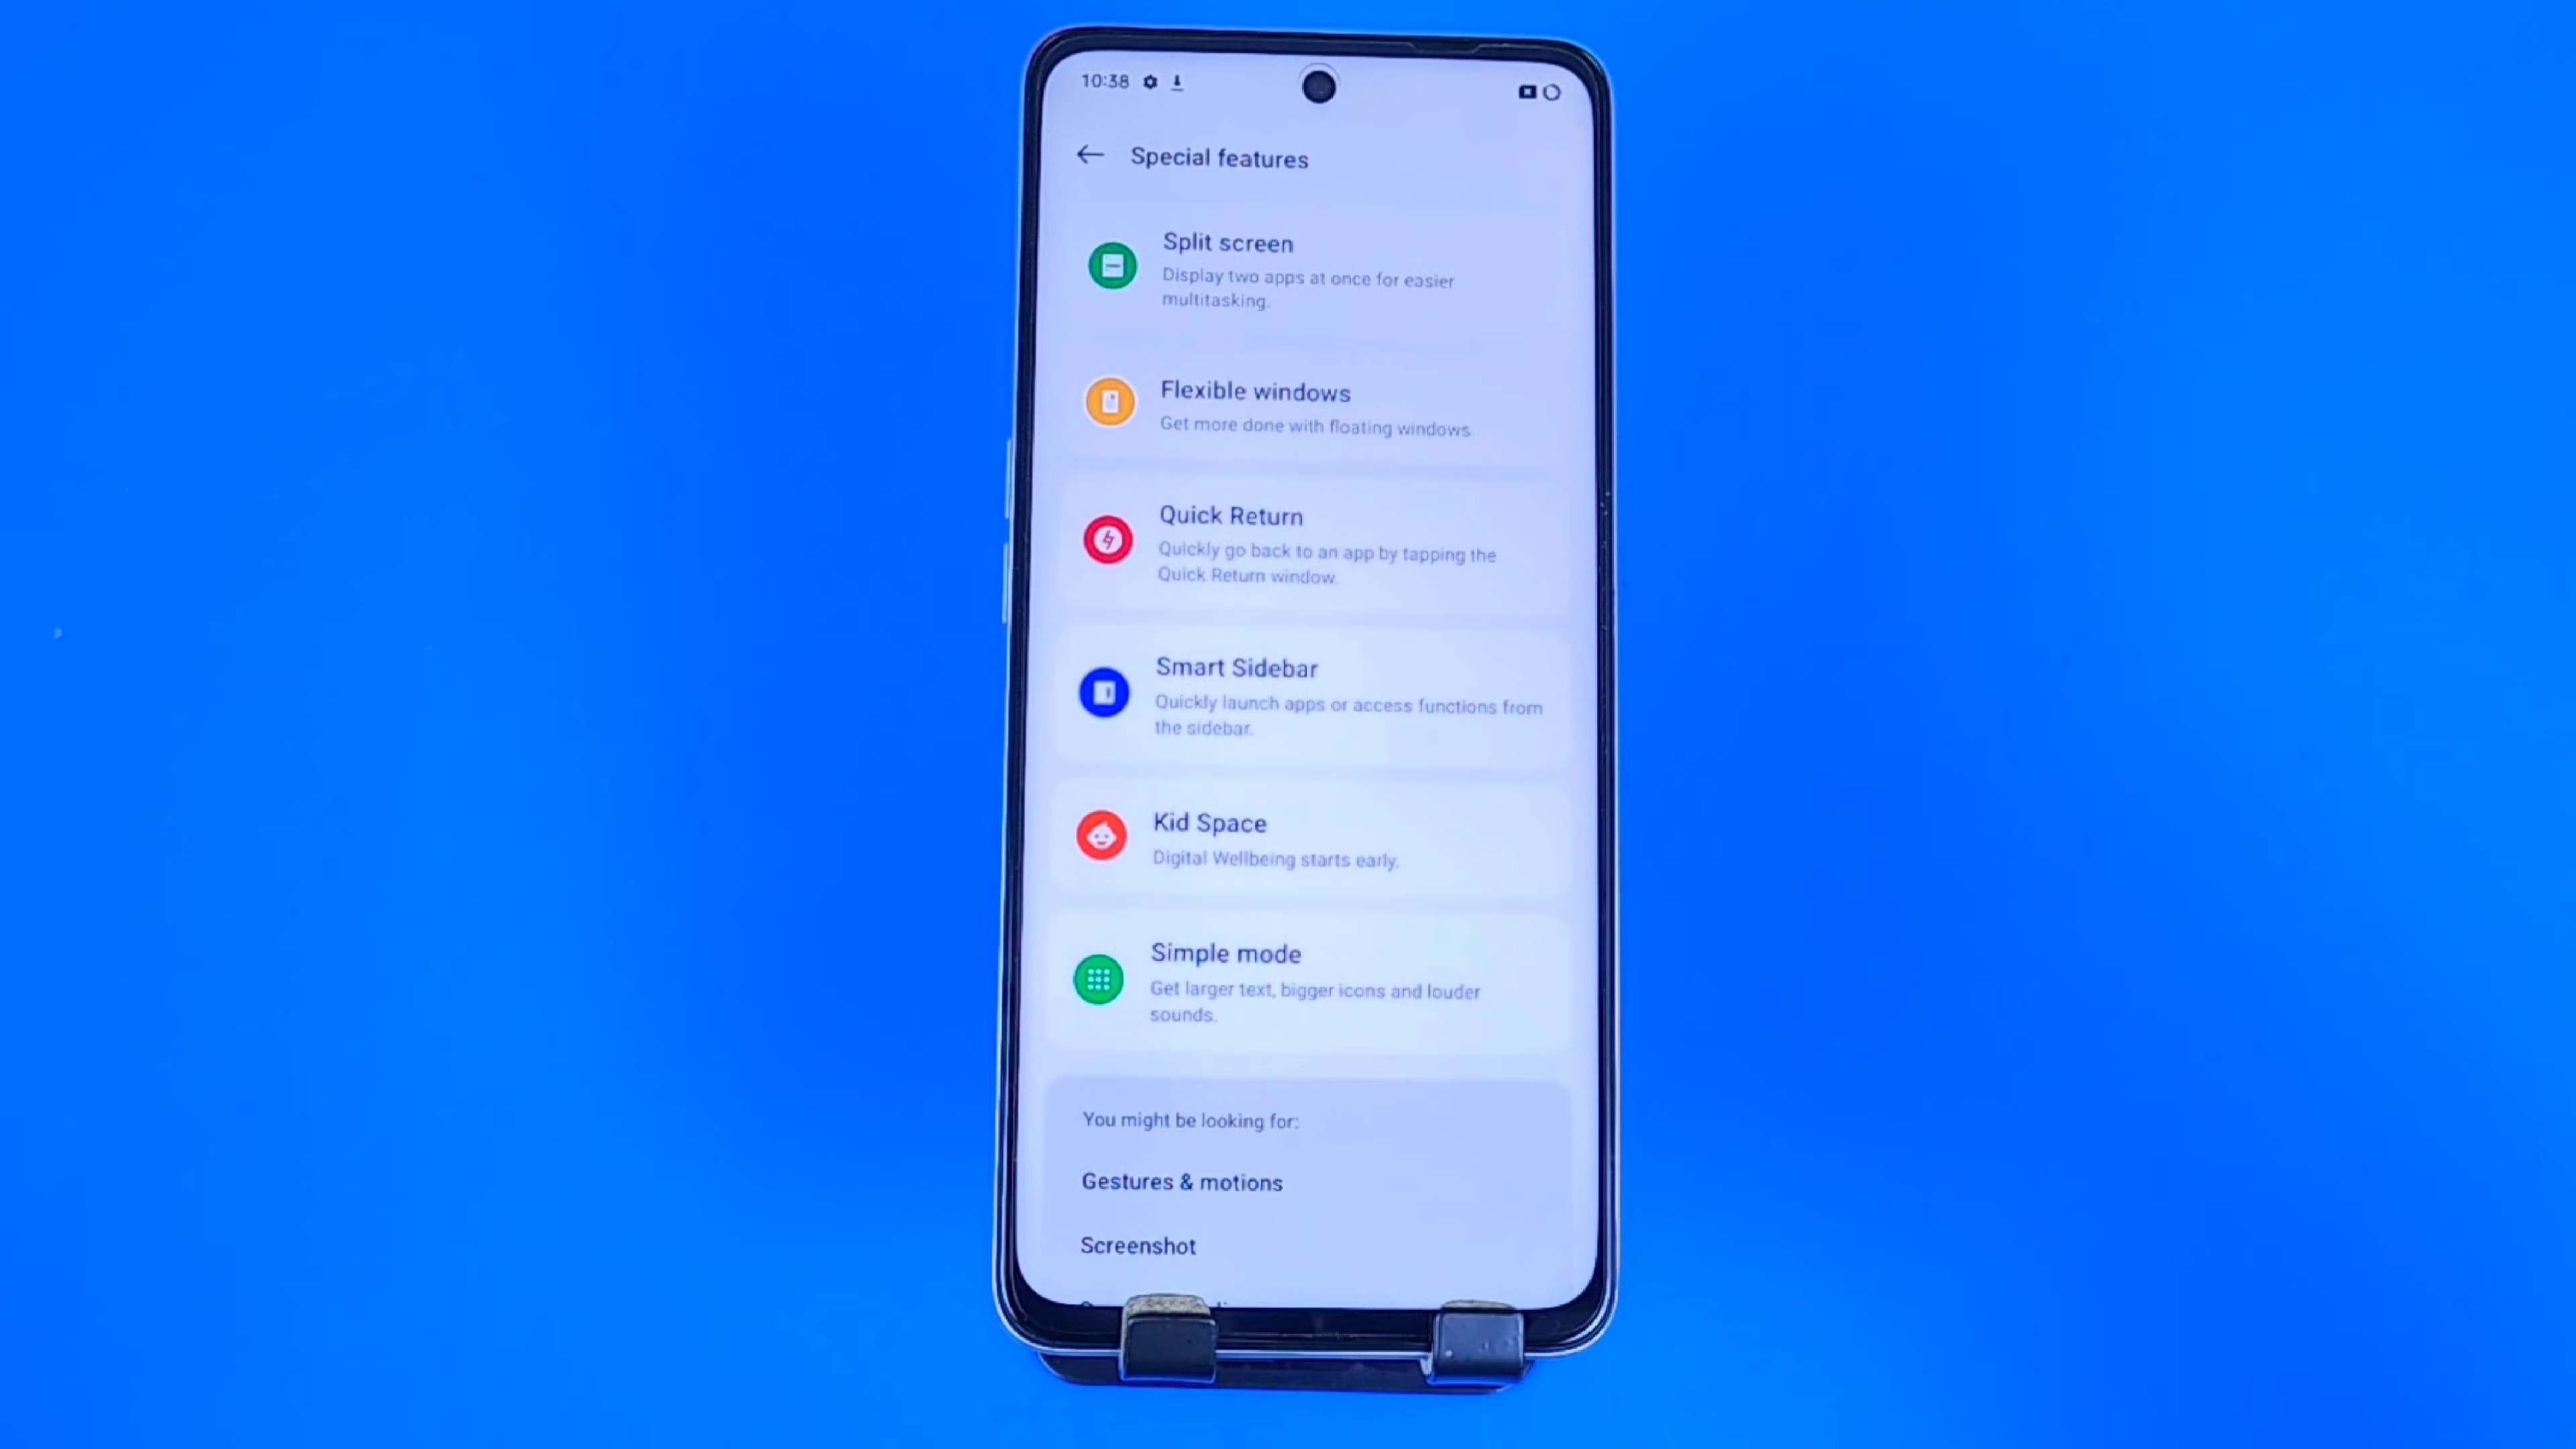 10:38
Special features
Split screen
Display two apps at once for easier
multitasking.
Flexible windows
Get more done with floating windows.
Quick Return
Quickly go back to an app by tapping the
Quick Return window.
Smart Sidebar
Quickly launch apps or access functions from
the sidebar.
Kid Space
Digital Wellbeing starts early.
Simple mode
Get larger text, bigger icons and louder
sounds.
You might be looking for:
Gestures & motions
Screenshot